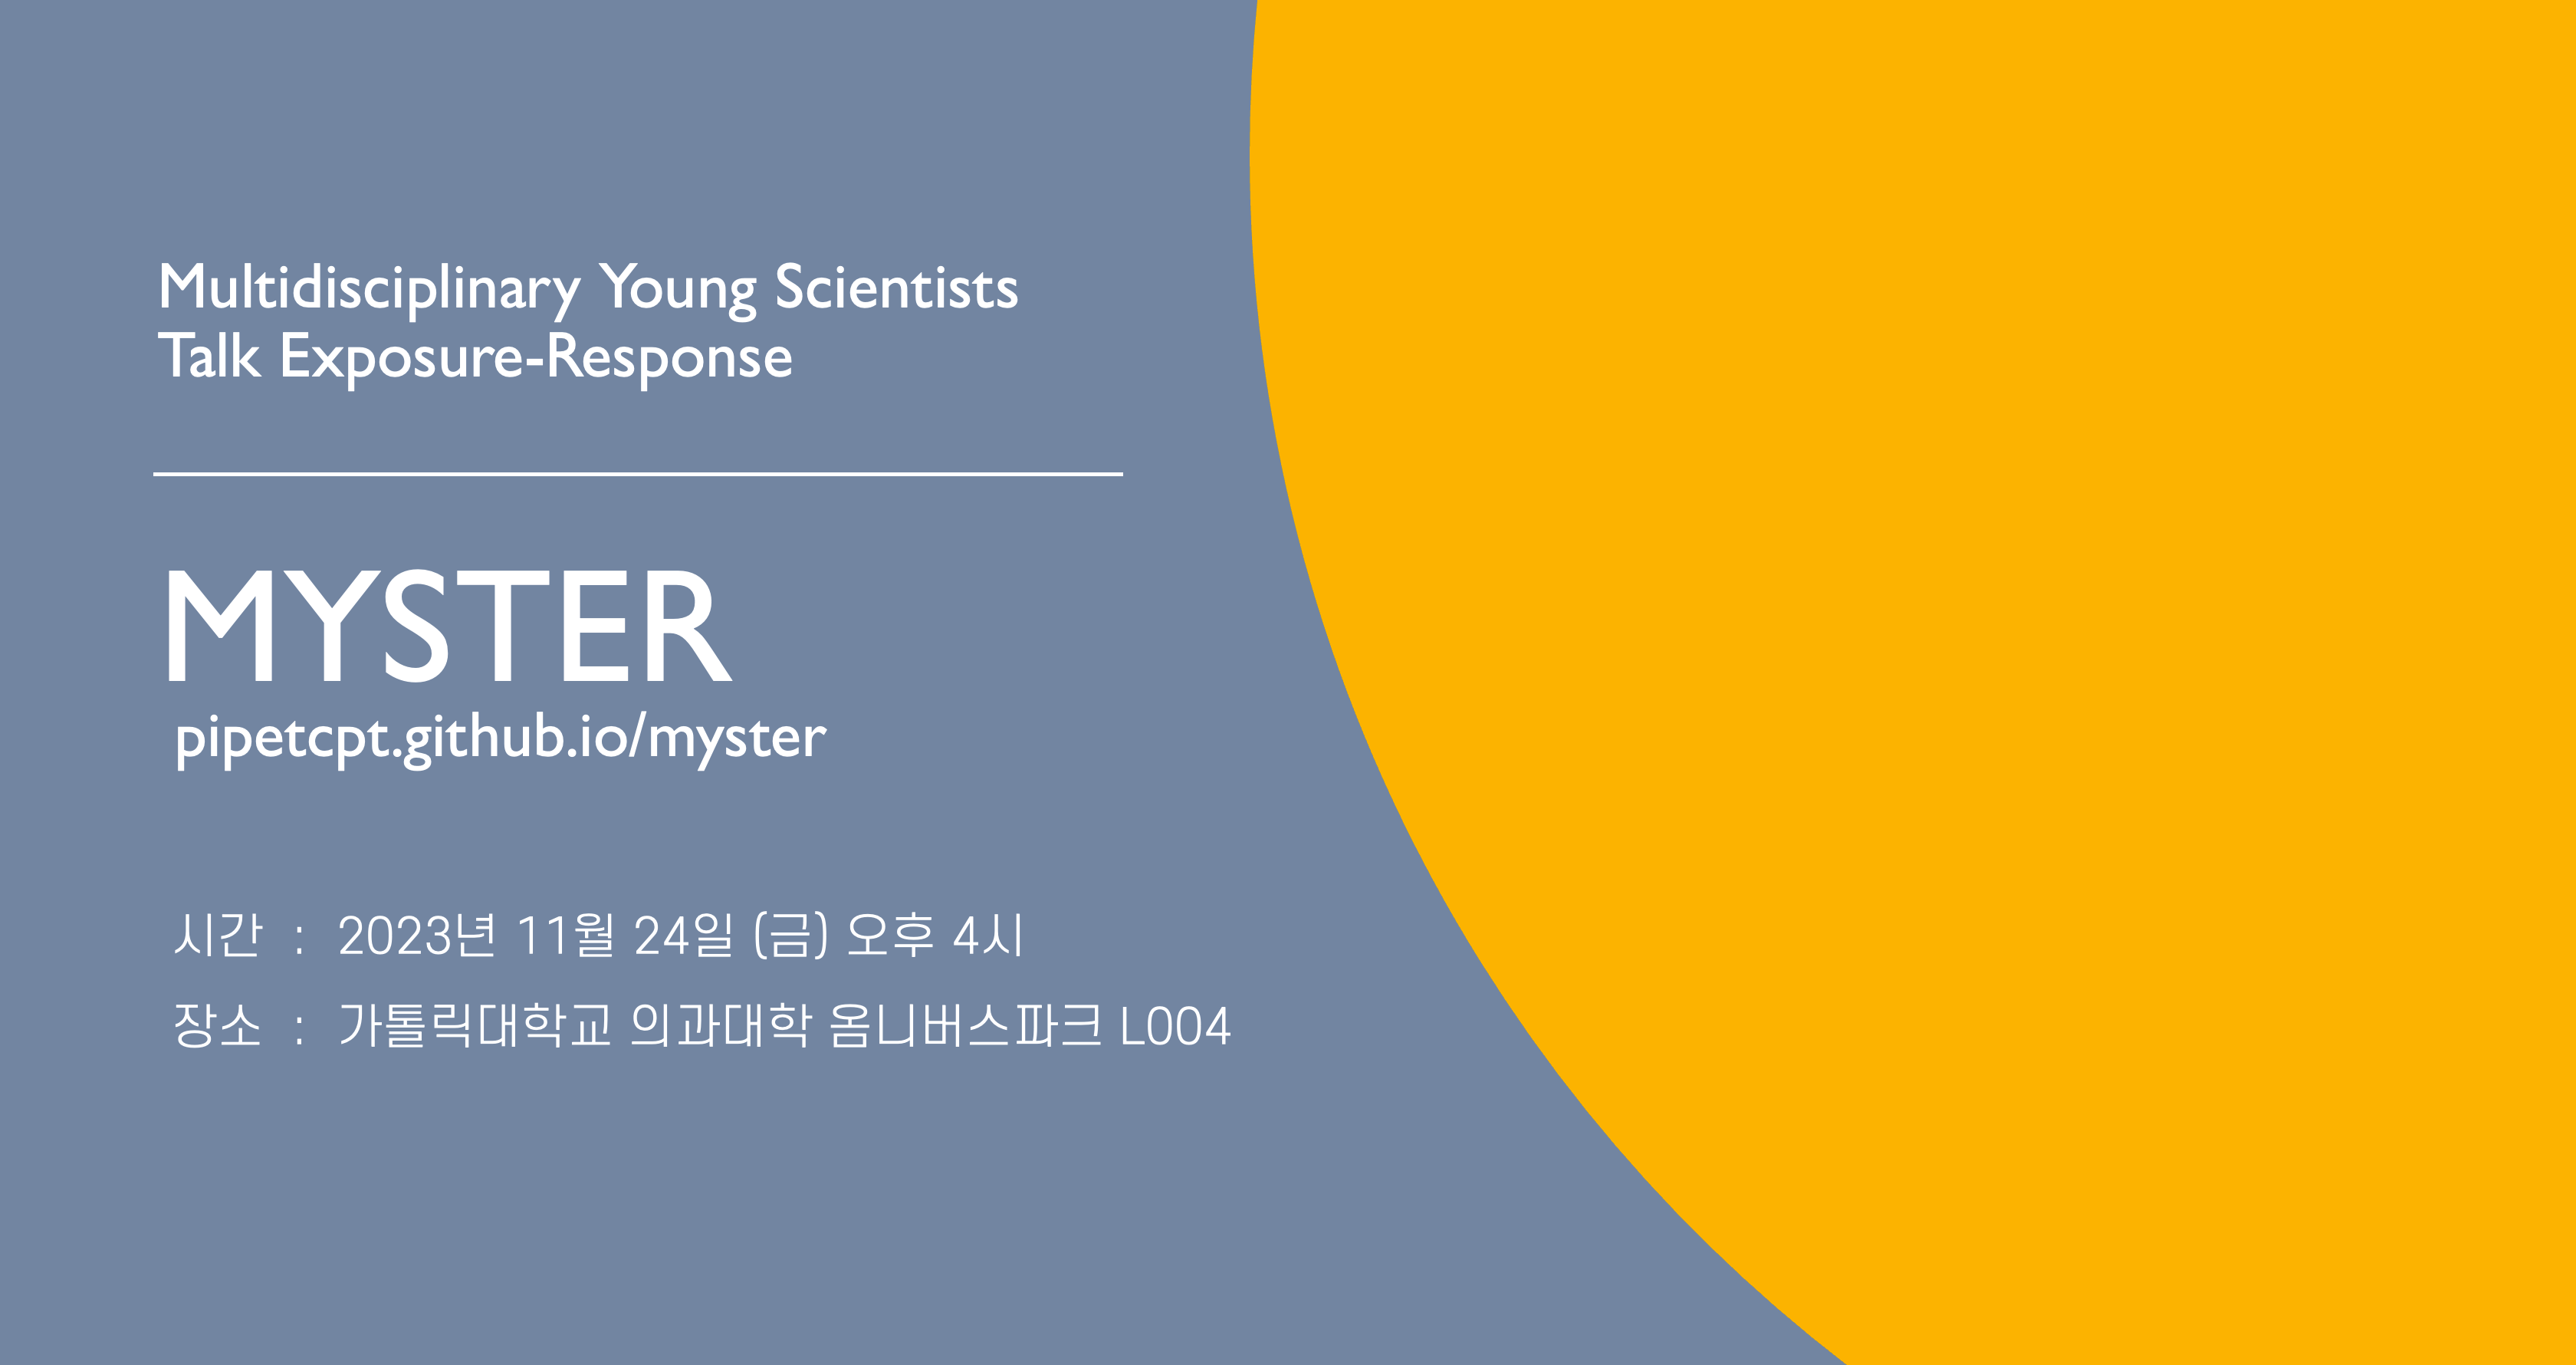 Multidisciplinary Young Scientists
Talk Exposure-Response
MYSTER
pipetcpt.github.io/myster
시간 : 2023년 11월 24일 (금) 오후 4시
장소 : 가톨릭대학교 의과대학 옴니버스파크 L004